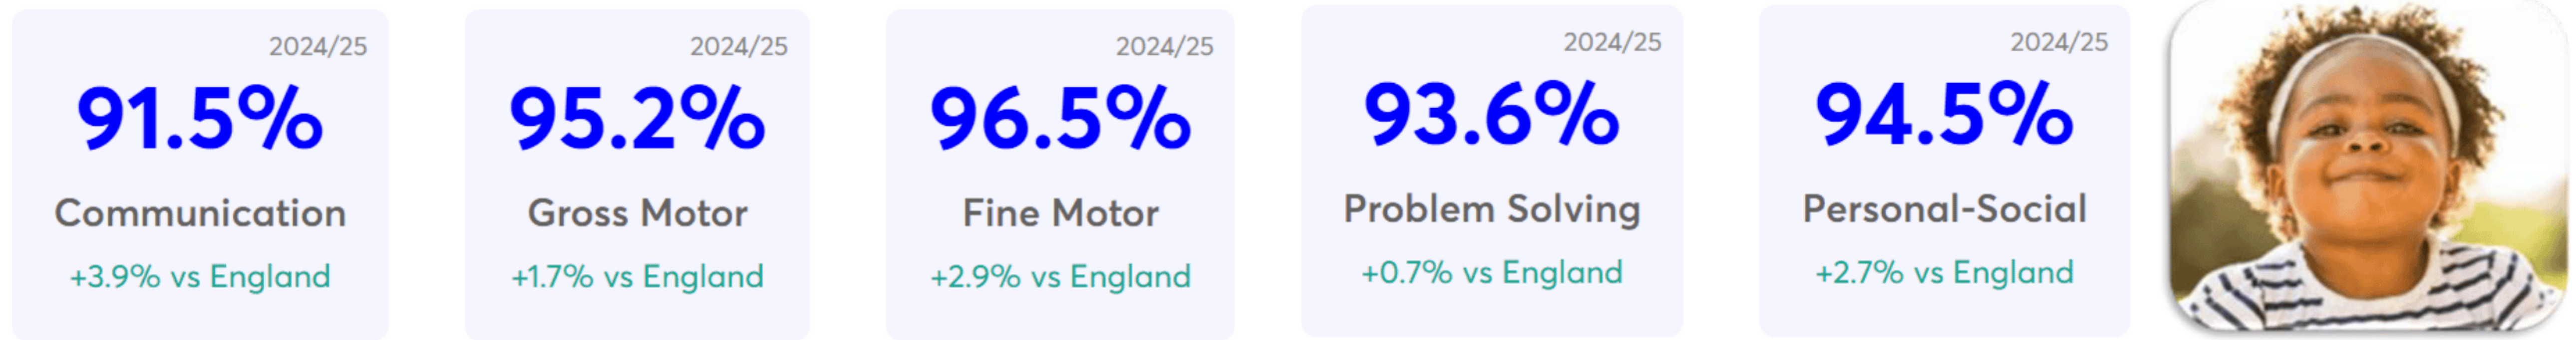 2024/25
91.5%
Communication
+3.9% vs England
2024/25
95.2%
Gross Motor
+1.7% vs England
2024/25
96.5%
Fine Motor
+2.9% vs England
2024/25
93.6%
Problem Solving
+0.7% vs England
2024/25
94.5%
Personal-Social
+2.7% vs England